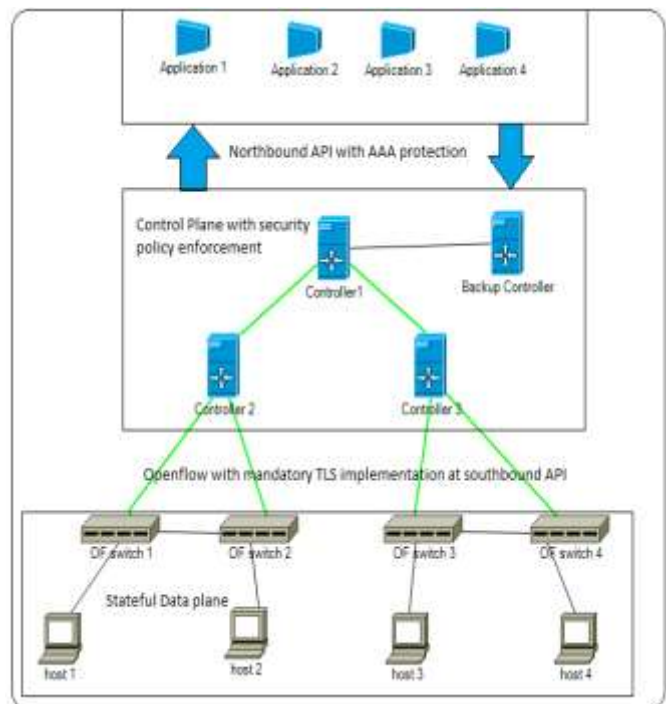 Application 1
Application 2
Application 3
Application 4
Northbound API with AAA protection
Control Plane with security
policy enforcement
Controller1
Backup Controller
Controller 2
Controller 3
Openflow with mandatory TLS implementation at southbound API
OF switch 1
OF switch 2
OF switch 3
OF switch 4
Stateful Data plane
host 1
host 2
host 3
host 4